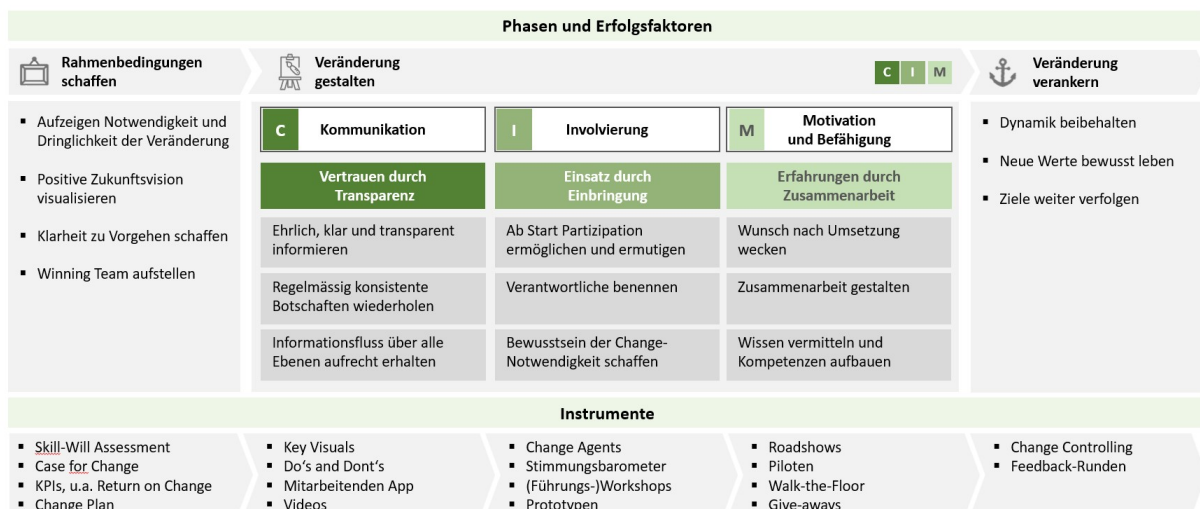 Phasen und Erfolgsfaktoren
Rahmenbedingungen
schaffen
Veränderung
gestalten
C I M
Veränderung
verankern
▪ Aufzeigen Notwendigkeit und
Dringlichkeit der Veränderung
▪ Positive Zukunftsvision
visualisieren
▪ Klarheit zu Vorgehen schaffen
▪ Winning Team aufstellen
C Kommunikation
Vertrauen durch
Transparenz
Ehrlich, klar und transparent
informieren
Regelmässig konsistente
Botschaften wiederholen
Informationsfluss über alle
Ebenen aufrecht erhalten
I Involvierung
Einsatz durch
Einbringung
Ab Start Partizipation
ermöglichen und ermutigen
Verantwortliche benennen
Bewusstsein der Change-
Notwendigkeit schaffen
M Motivation
und Befähigung
Erfahrungen durch
Zusammenarbeit
Wunsch nach Umsetzung
wecken
Zusammenarbeit gestalten
Wissen vermitteln und
Kompetenzen aufbauen
▪ Dynamik beibehalten
▪ Neue Werte bewusst leben
▪ Ziele weiter verfolgen
Instrumente
▪ Skill-Will Assessment
▪ Case for Change
▪ KPIs, u.a. Return on Change
▪ Change Plan
▪ Key Visuals
▪ Do's and Dont's
▪ Mitarbeitenden App
▪ Videos
▪ Change Agents
▪ Stimmungsbarometer
▪ (Führungs-)Workshops
▪ Prototypen
▪ Roadshows
▪ Piloten
▪ Walk-the-Floor
▪ Give-aways
▪ Change Controlling
▪ Feedback-Runden